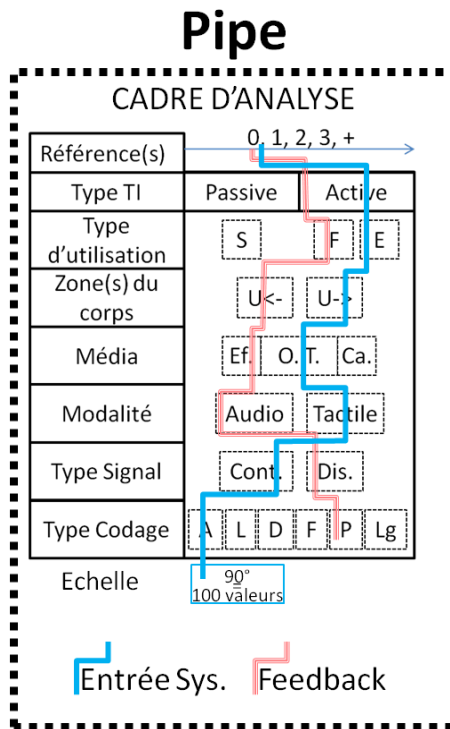 Pipe
CADRE D'ANALYSE
Référence(s) 0, 1, 2, 3, +
Type TI Passive Active
Type d'utilisation S F E
Zone(s) du corps U<- U->
Média Ef. O. T. Ca.
Modalité Audio Tactile
Type Signal Cont. Dis.
Type Codage A L D F P Lg
Echelle 90°
=
100 valeurs
Entrée Sys. Feedback